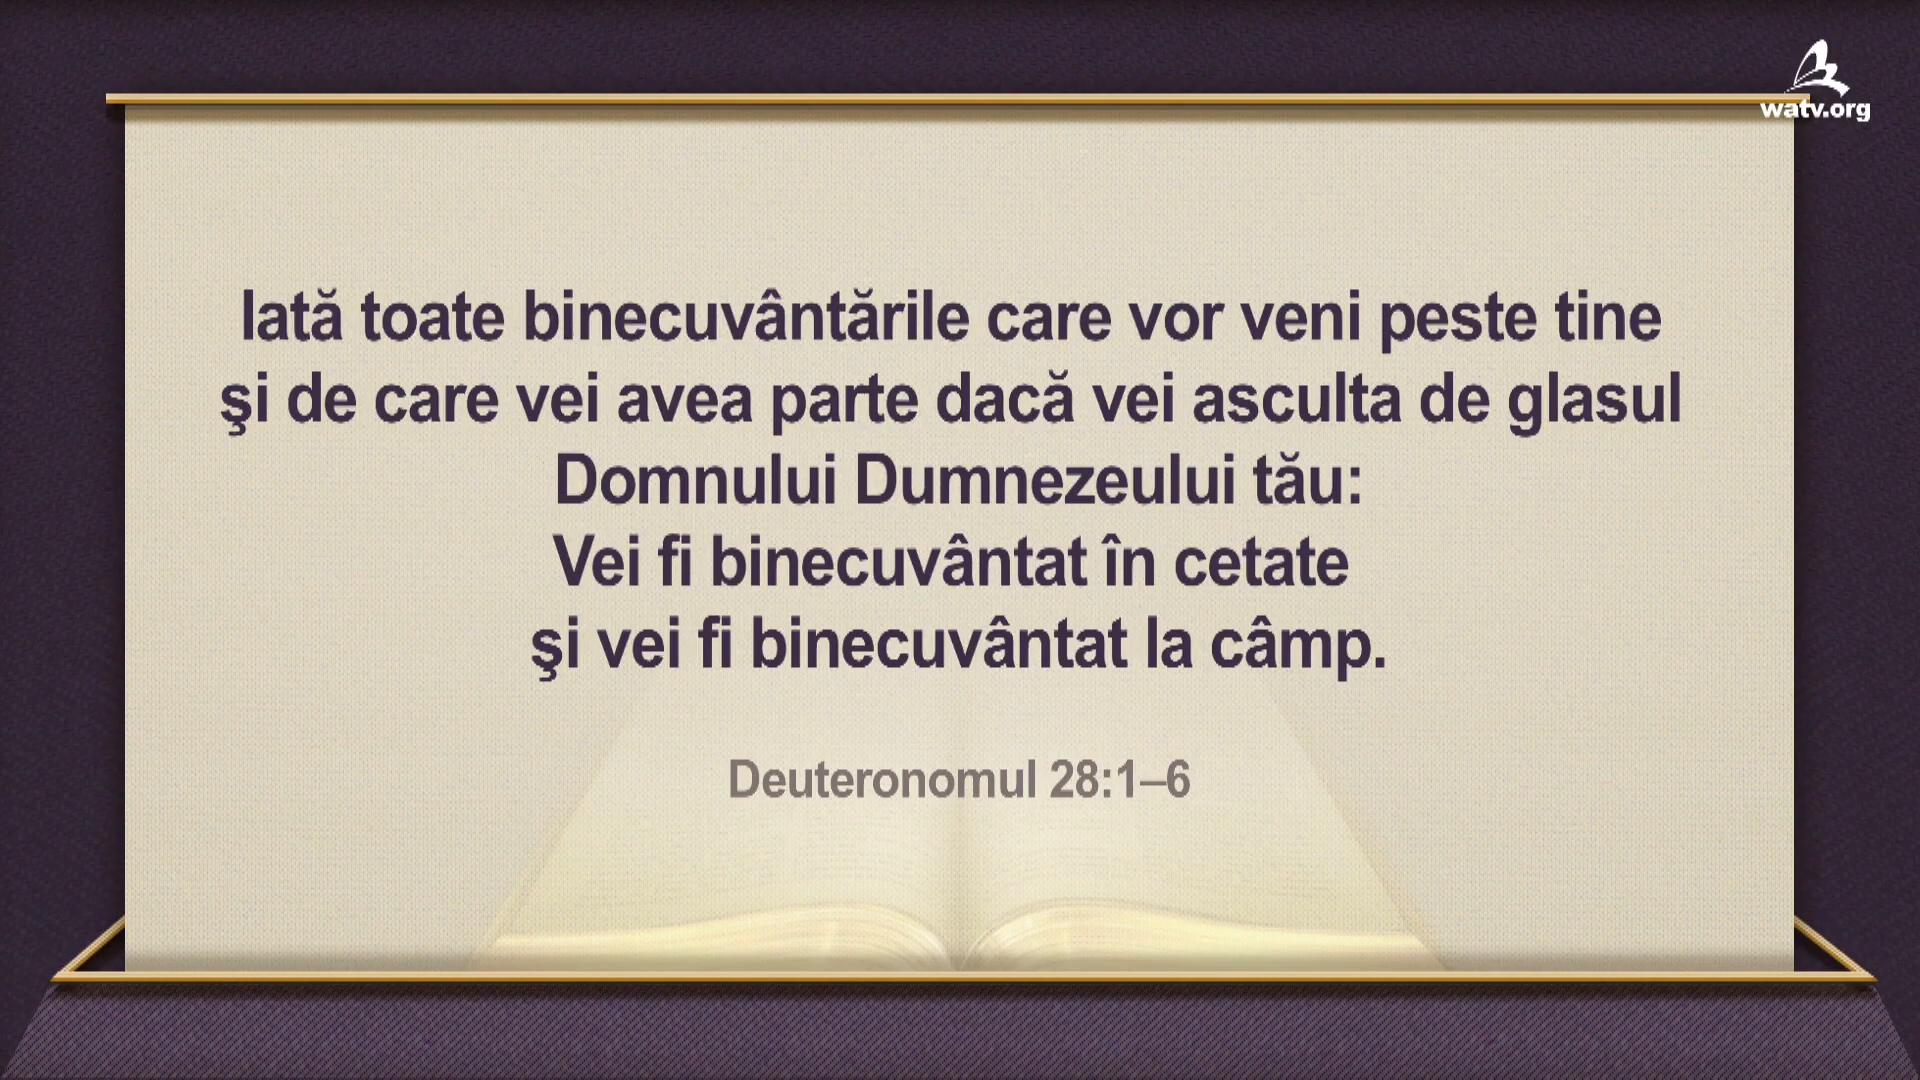 watv.org
Iată toate binecuvântările care vor veni peste tine
şi de care vei avea parte dacă vei asculta de glasul
Domnului Dumnezeului tău:
Vei fi binecuvântat în cetate
şi vei fi binecuvântat la câmp.
Deuteronomul 28:1–6